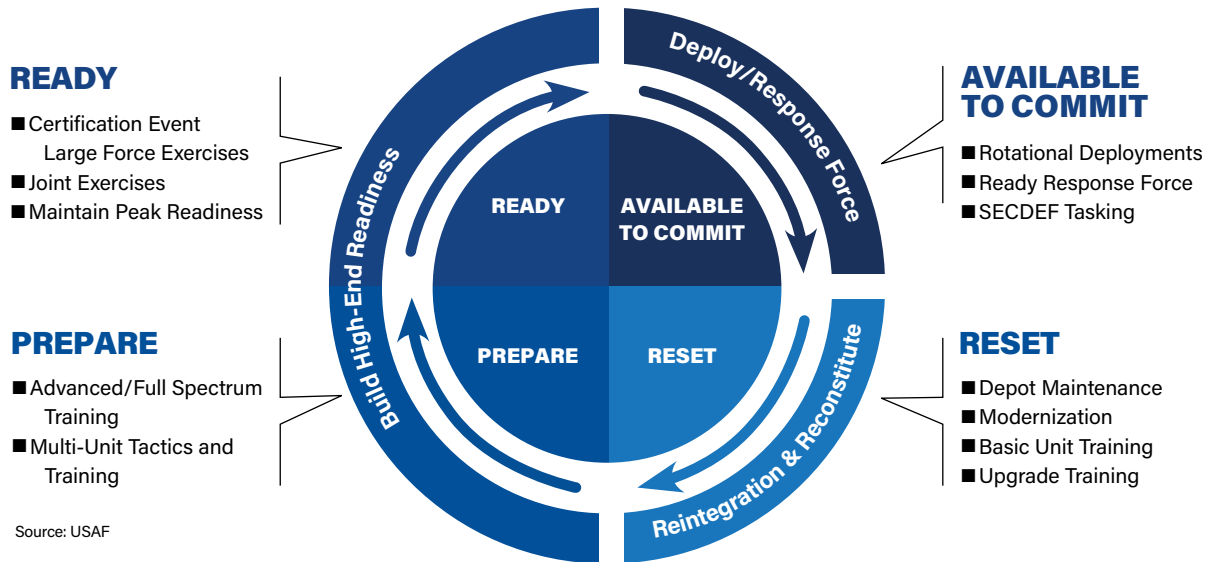 READY
■ Certification Event
Large Force Exercises
■ Joint Exercises
■ Maintain Peak Readiness
PREPARE
■ Advanced/Full Spectrum
Training
■ Multi-Unit Tactics and
Training
Source: USAF
Build High-End Readiness
Deploy/Response Force
Reintegration & Reconstitute
READY
AVAILABLE
TO COMMIT
PREPARE
RESET
AVAILABLE
TO COMMIT
■ Rotational Deployments
■ Ready Response Force
■ SECDEF Tasking
RESET
■ Depot Maintenance
■ Modernization
■ Basic Unit Training
■ Upgrade Training